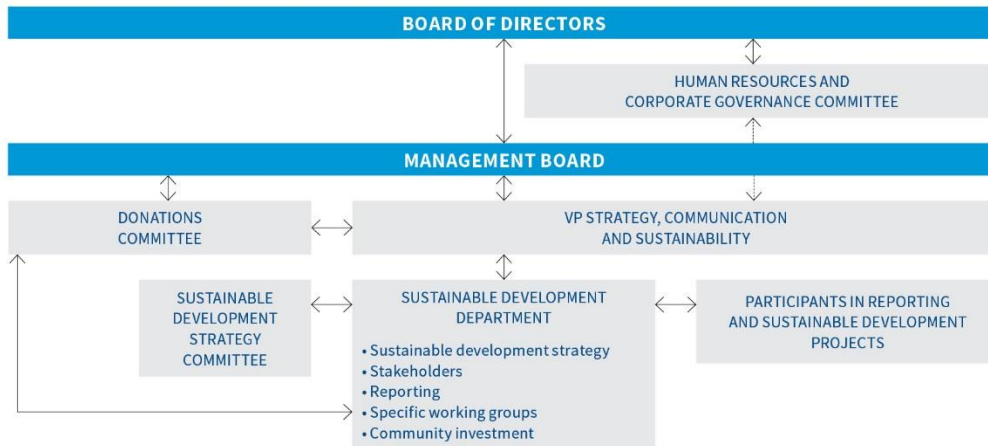 BOARD OF DIRECTORS
HUMAN RESOURCES AND
CORPORATE GOVERNANCE COMMITTEE
MANAGEMENT BOARD
DONATIONS
COMMITTEE
VP STRATEGY, COMMUNICATION
AND SUSTAINABILITY
SUSTAINABLE
DEVELOPMENT
STRATEGY
COMMITTEE
SUSTAINABLE DEVELOPMENT
DEPARTMENT
• Sustainable development strategy
• Stakeholders
• Reporting
• Specific working groups
• Community investment
PARTICIPANTS IN REPORTING
AND SUSTAINABLE DEVELOPMENT
PROJECTS